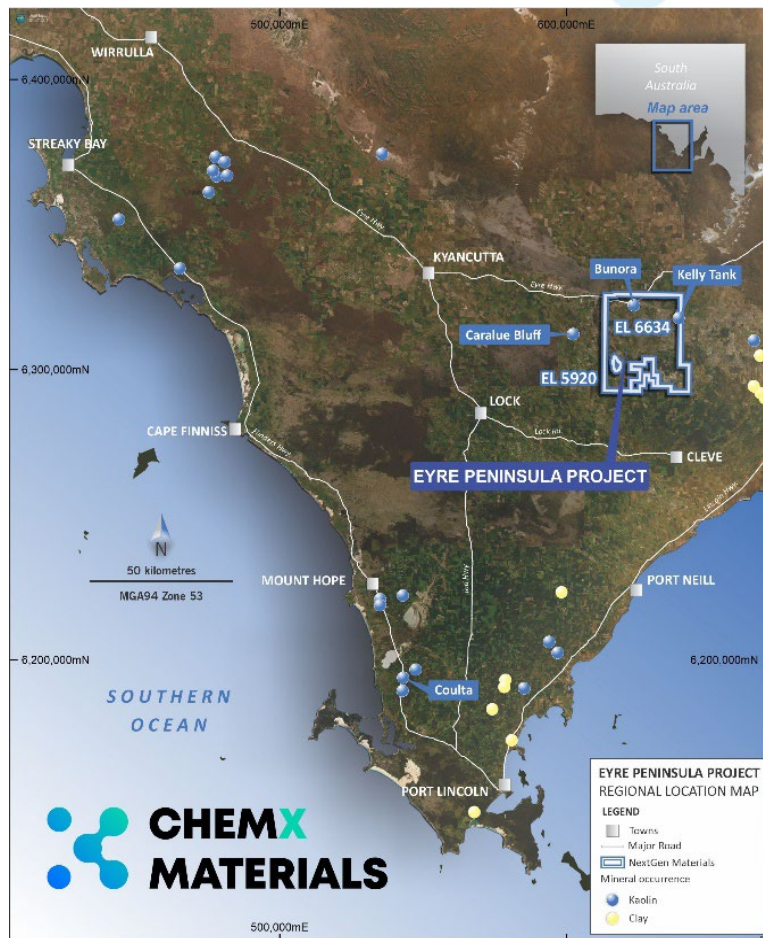 500,000mE
600,000mE
WIRRULLA
South
Australia
Map area
6,400,000mN
STREAKY BAY
Eyre Hwy
KYANCUTTA
Eyre Hwy
Bunora
Kelly Tank
EL 6634
Caralue Bluff
6,300,000mN
EL 5920
LOCK
CAPE FINNISS
Flinders Hwy
Lock Rd
CLEVE
EYRE PENINSULA PROJECT
Lincoln Hwy
N
50 kilometres
MGA94 Zone 53
MOUNT HOPE
PORT NEILL
6,200,000mN
6,200,000mN
Coulta
SOUTHERN
OCEAN
PORT LINCOLN
CHEMX
MATERIALS
EYRE PENINSULA PROJECT
REGIONAL LOCATION MAP
LEGEND
Towns
Major Road
NextGen Materials
Mineral occurrence
Kaolin
Clay
500,000mE